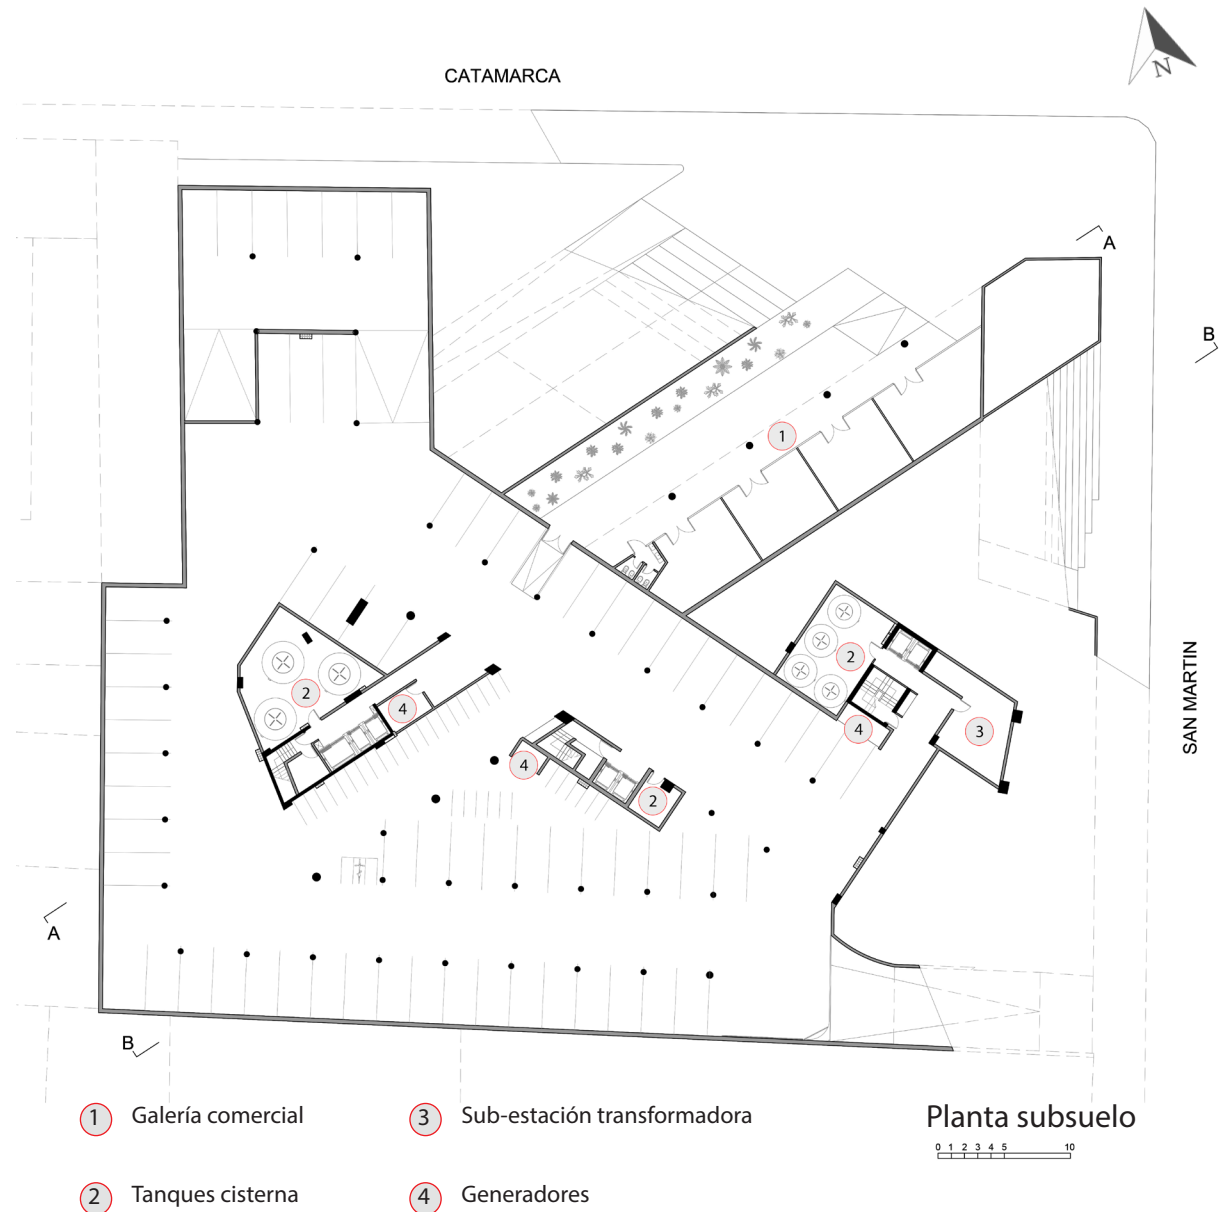 N
CATAMARCA
A
B
1
2
2
4
3
4
SAN MARTIN
4
2
A
B
1 Galería comercial
3 Sub-estación transformadora
Planta subsuelo
0 1 2 3 4 5 10
2 Tanques cisterna
4 Generadores